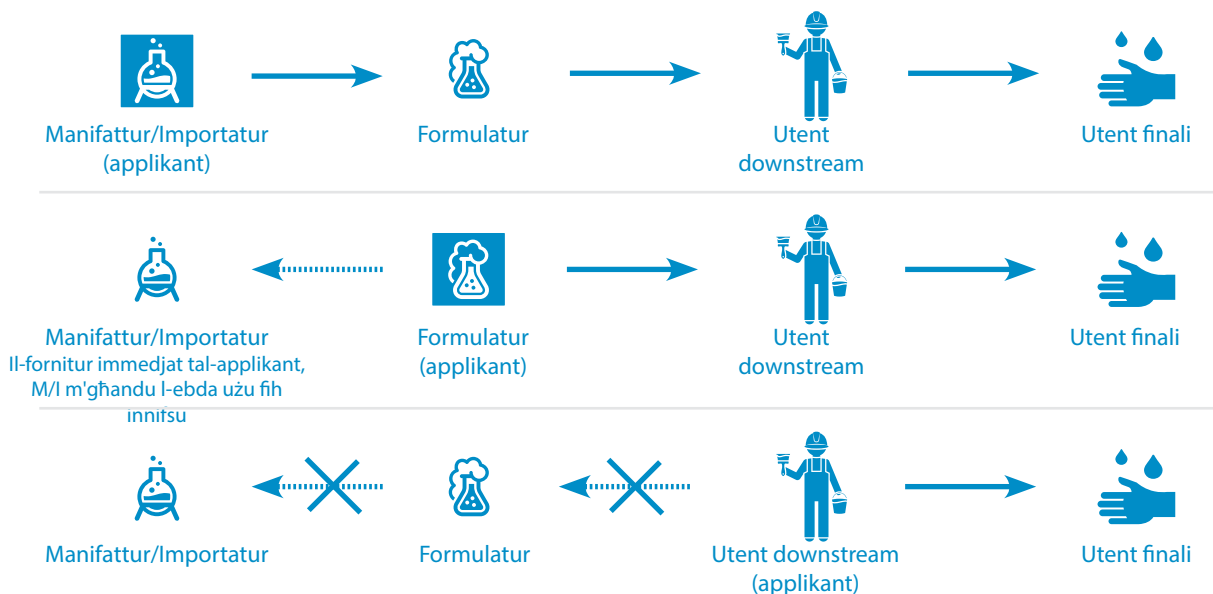 Manifattur/Importatur
(applikant)
Formulatur
Utent
downstream
Utent finali
Manifattur/Importatur
Il-fornitur immedjat tal-applikant,
M/I m'għandu l-ebda użu fih
innifsu
Formulatur
(applikant)
Utent
downstream
Utent finali
Manifattur/Importatur
Formulatur
Utent downstream
(applikant)
Utent finali